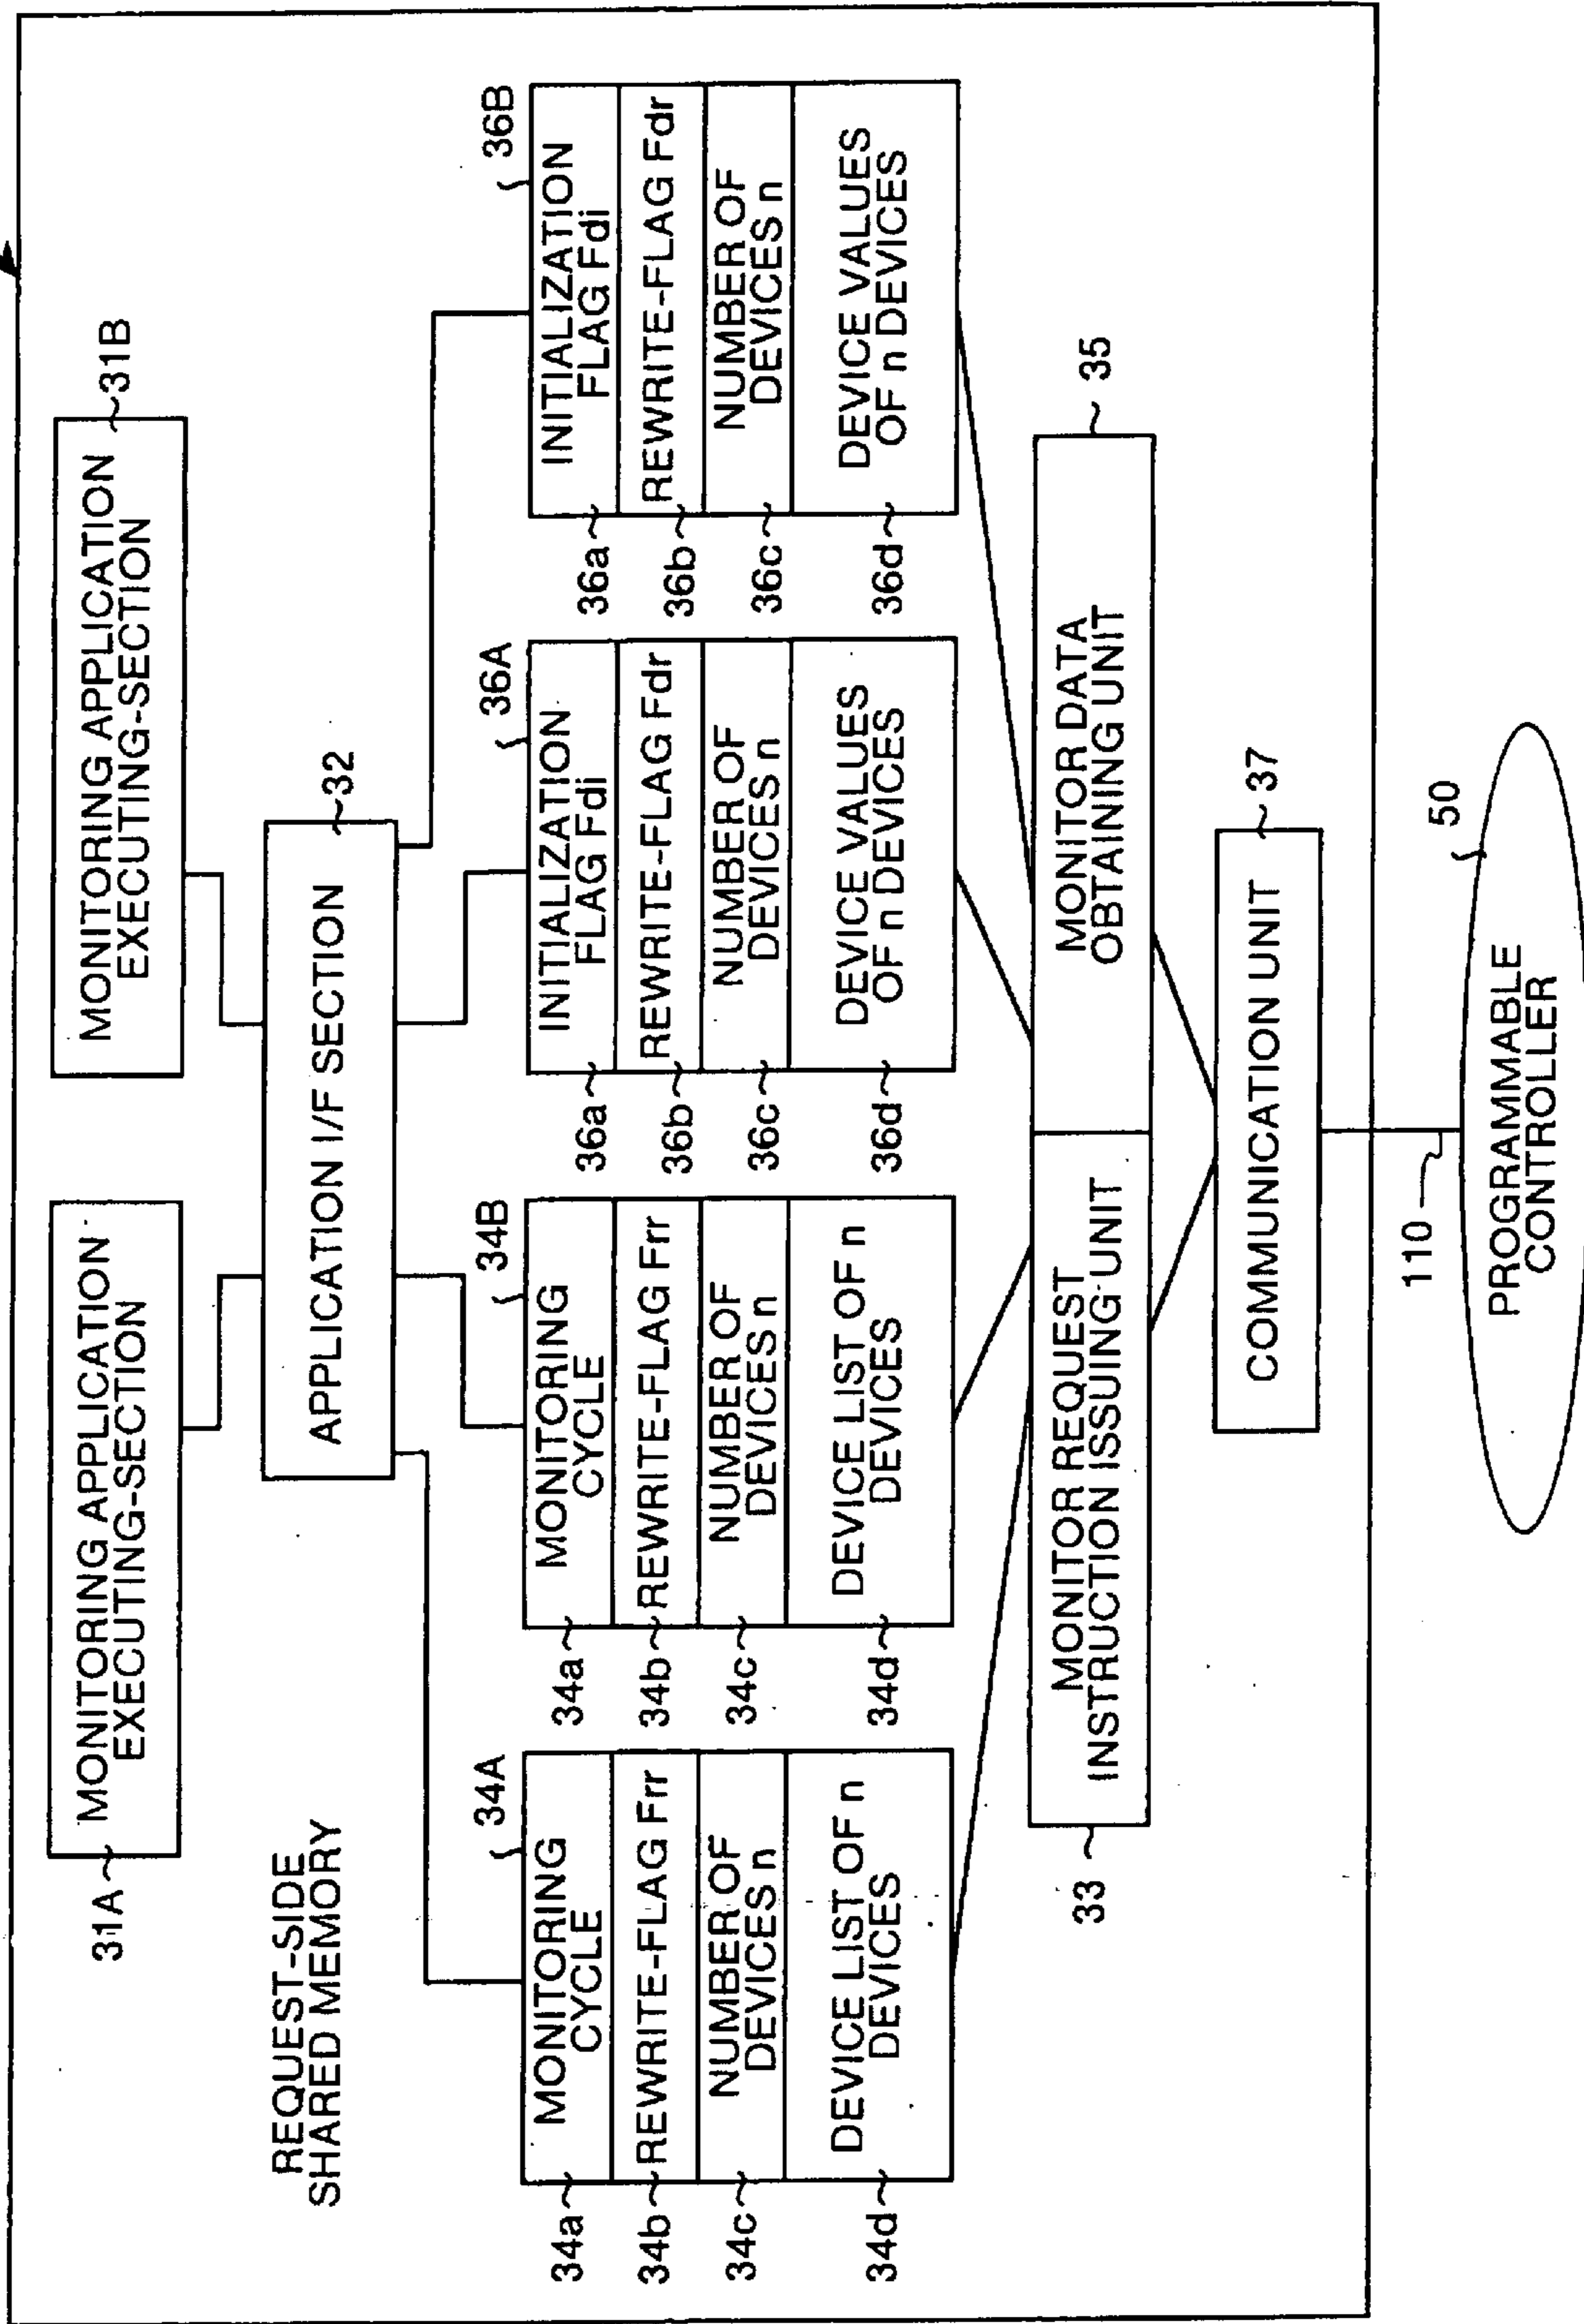 31A
MONITORING APPLICATION
EXECUTING-SECTION
MONITORING APPLICATION
EXECUTING-SECTION
31B
REQUEST-SIDE
SHARED MEMORY
APPLICATION I/F SECTION
32
34A
34a
MONITORING
CYCLE
34b
REWRITE-FLAG Frr
34c
NUMBER OF
DEVICES n
34d
DEVICE LIST OF n
DEVICES
34B
34a
MONITORING
CYCLE
34b
REWRITE-FLAG Frr
34c
NUMBER OF
DEVICES n
34d
DEVICE LIST OF n
DEVICES
36A
36a
INITIALIZATION
FLAG Fdi
36b
REWRITE-FLAG Fdr
36c
NUMBER OF
DEVICES n
36d
DEVICE VALUES
OF n DEVICES
36B
36a
INITIALIZATION
FLAG Fdi
36b
REWRITE-FLAG Fdr
36c
NUMBER OF
DEVICES n
36d
DEVICE VALUES
OF n DEVICES
33
MONITOR REQUEST
INSTRUCTION ISSUING UNIT
MONITOR DATA
OBTAINING UNIT
35
COMMUNICATION UNIT
37
110
50
PROGRAMMABLE
CONTROLLER